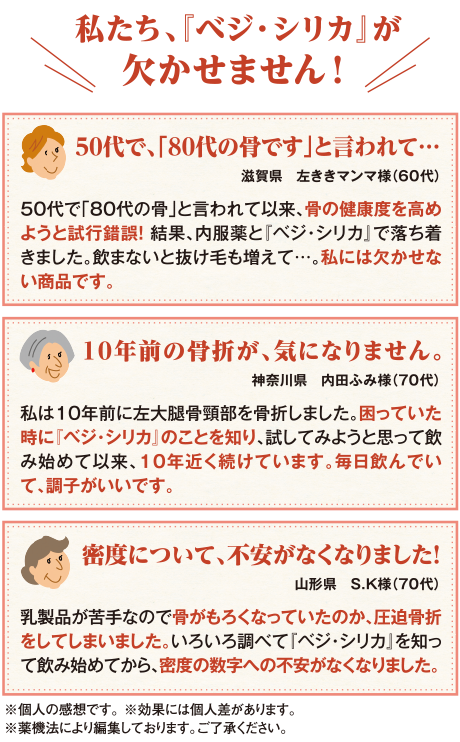 私たち、『ベジ・シリカ』が
欠かせません！
50代で、「80代の骨です」と言われて…
滋賀県　左ききマンマ様（60代）
50代で「80代の骨」と言われて以来、骨の健康度を高め
ようと試行錯誤！ 結果、内服薬と『ベジ・シリカ』で落ち着
きました。飲まないと抜け毛も増えて…。私には欠かせな
い商品です。
10年前の骨折が、気になりません。
神奈川県　内田ふみ様（70代）
私は10年前に左大腿骨頸部を骨折しました。困っていた
時に『ベジ・シリカ』のことを知り、試してみようと思って飲
み始めて以来、10年近く続けています。毎日飲んでい
て、調子がいいです。
密度について、不安がなくなりました！
山形県　S.K様（70代）
乳製品が苦手なので骨がもろくなっていたのか、圧迫骨折
をしてしまいました。いろいろ調べて『ベジ・シリカ』を知っ
て飲み始めてから、密度の数字への不安がなくなりました。
※個人の感想です。 ※効果には個人差があります。
※薬機法により編集しております。ご了承ください。